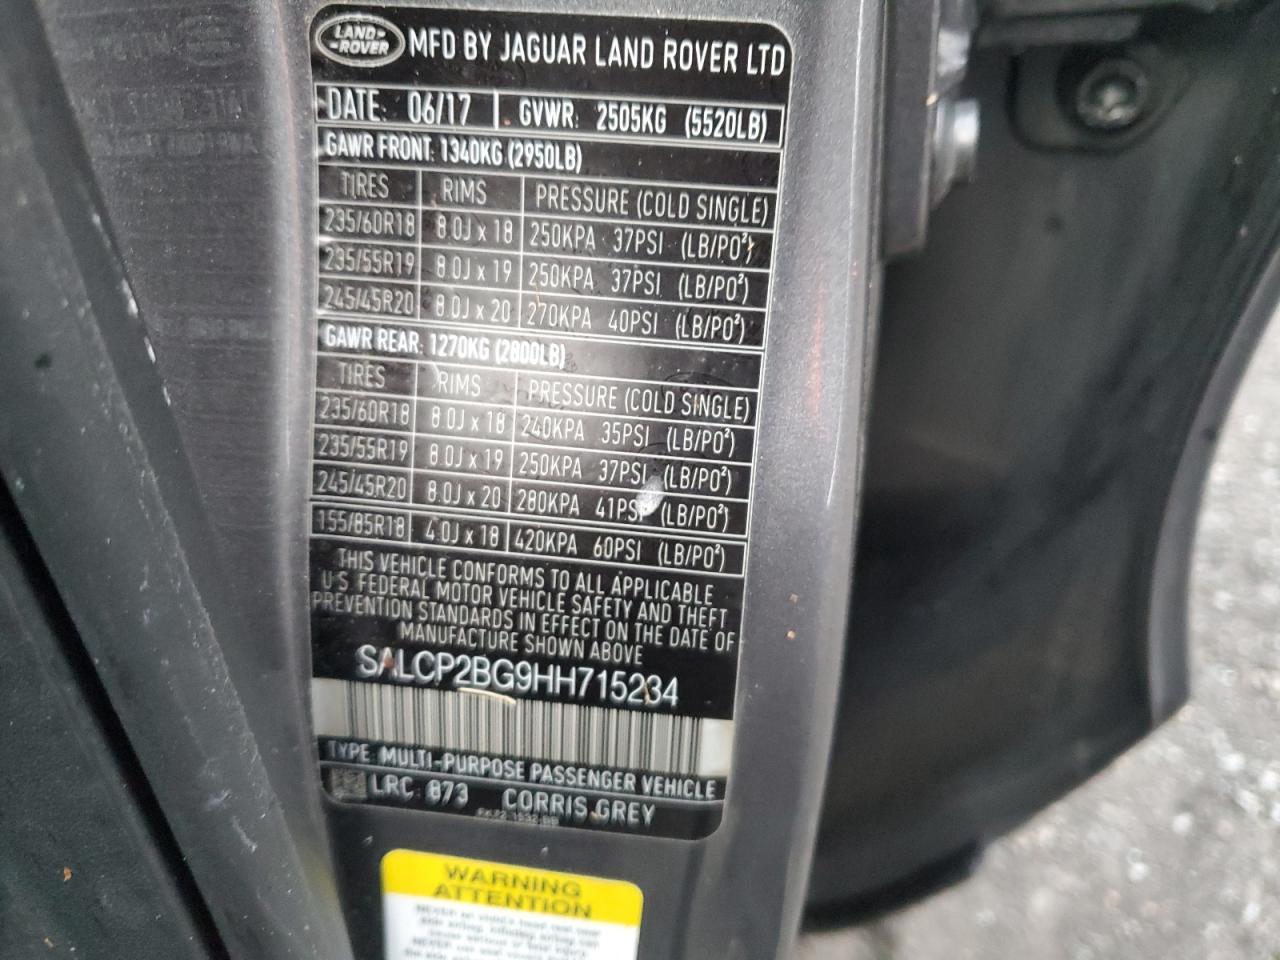 LAND-
-ROVER
MFD BY JAGUAR LAND ROVER LTD
DATE: 06/17 GVWR: 2505KG (5520LB)
GAWR FRONT: 1340KG (2950LB)
TIRES RIMS PRESSURE (COLD SINGLE)
235/60R18 8.0J x 18 250KPA 37PSI (LB/PO²)
235/55R19 8.0J x 19 250KPA 37PSI (LB/PO²)
245/45R20 8.0J x 20 270KPA 40PSI (LB/PO²)
GAWR REAR: 1270KG (2800LB)
TIRES RIMS PRESSURE (COLD SINGLE)
235/60R18 8.0J x 18 240KPA 35PSI (LB/PO²)
235/55R19 8.0J x 19 250KPA 37PSI (LB/PO²)
245/45R20 8.0J x 20 280KPA 41PSI (LB/PO²)
155/85R18 4.0J x 18 420KPA 60PSI (LB/PO²)
THIS VEHICLE CONFORMS TO ALL APPLICABLE
U.S. FEDERAL MOTOR VEHICLE SAFETY AND THEFT
PREVENTION STANDARDS IN EFFECT ON THE DATE OF
MANUFACTURE SHOWN ABOVE
SALCP2BG9HH715234
TYPE: MULTI-PURPOSE PASSENGER VEHICLE
LRC 873 CORRIS GREY
WARNING
ATTENTION